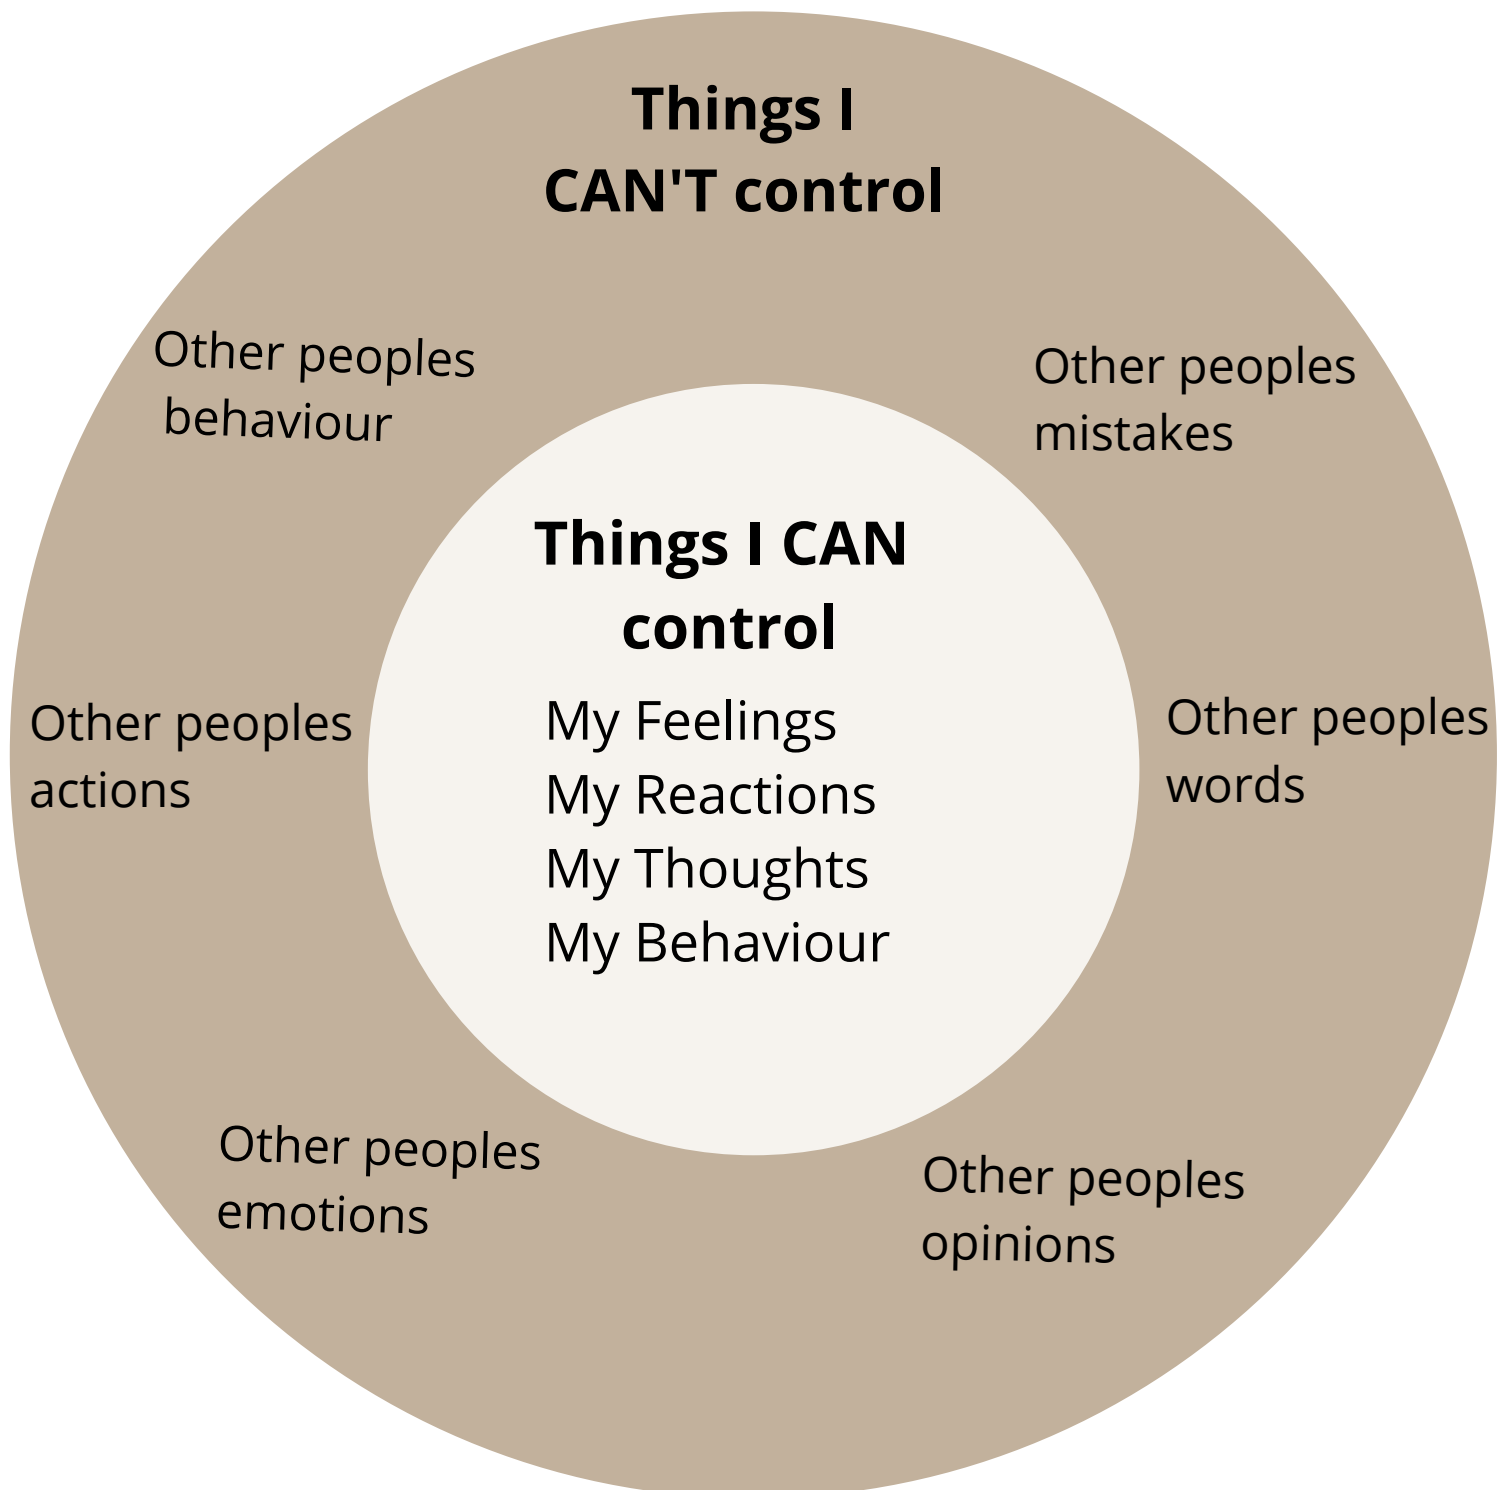 Things I
CAN'T control
Other peoples
behaviour
Other peoples
mistakes
Things I CAN
control
My Feelings
My Reactions
My Thoughts
My Behaviour
Other peoples
actions
Other peoples
words
Other peoples
emotions
Other peoples
opinions